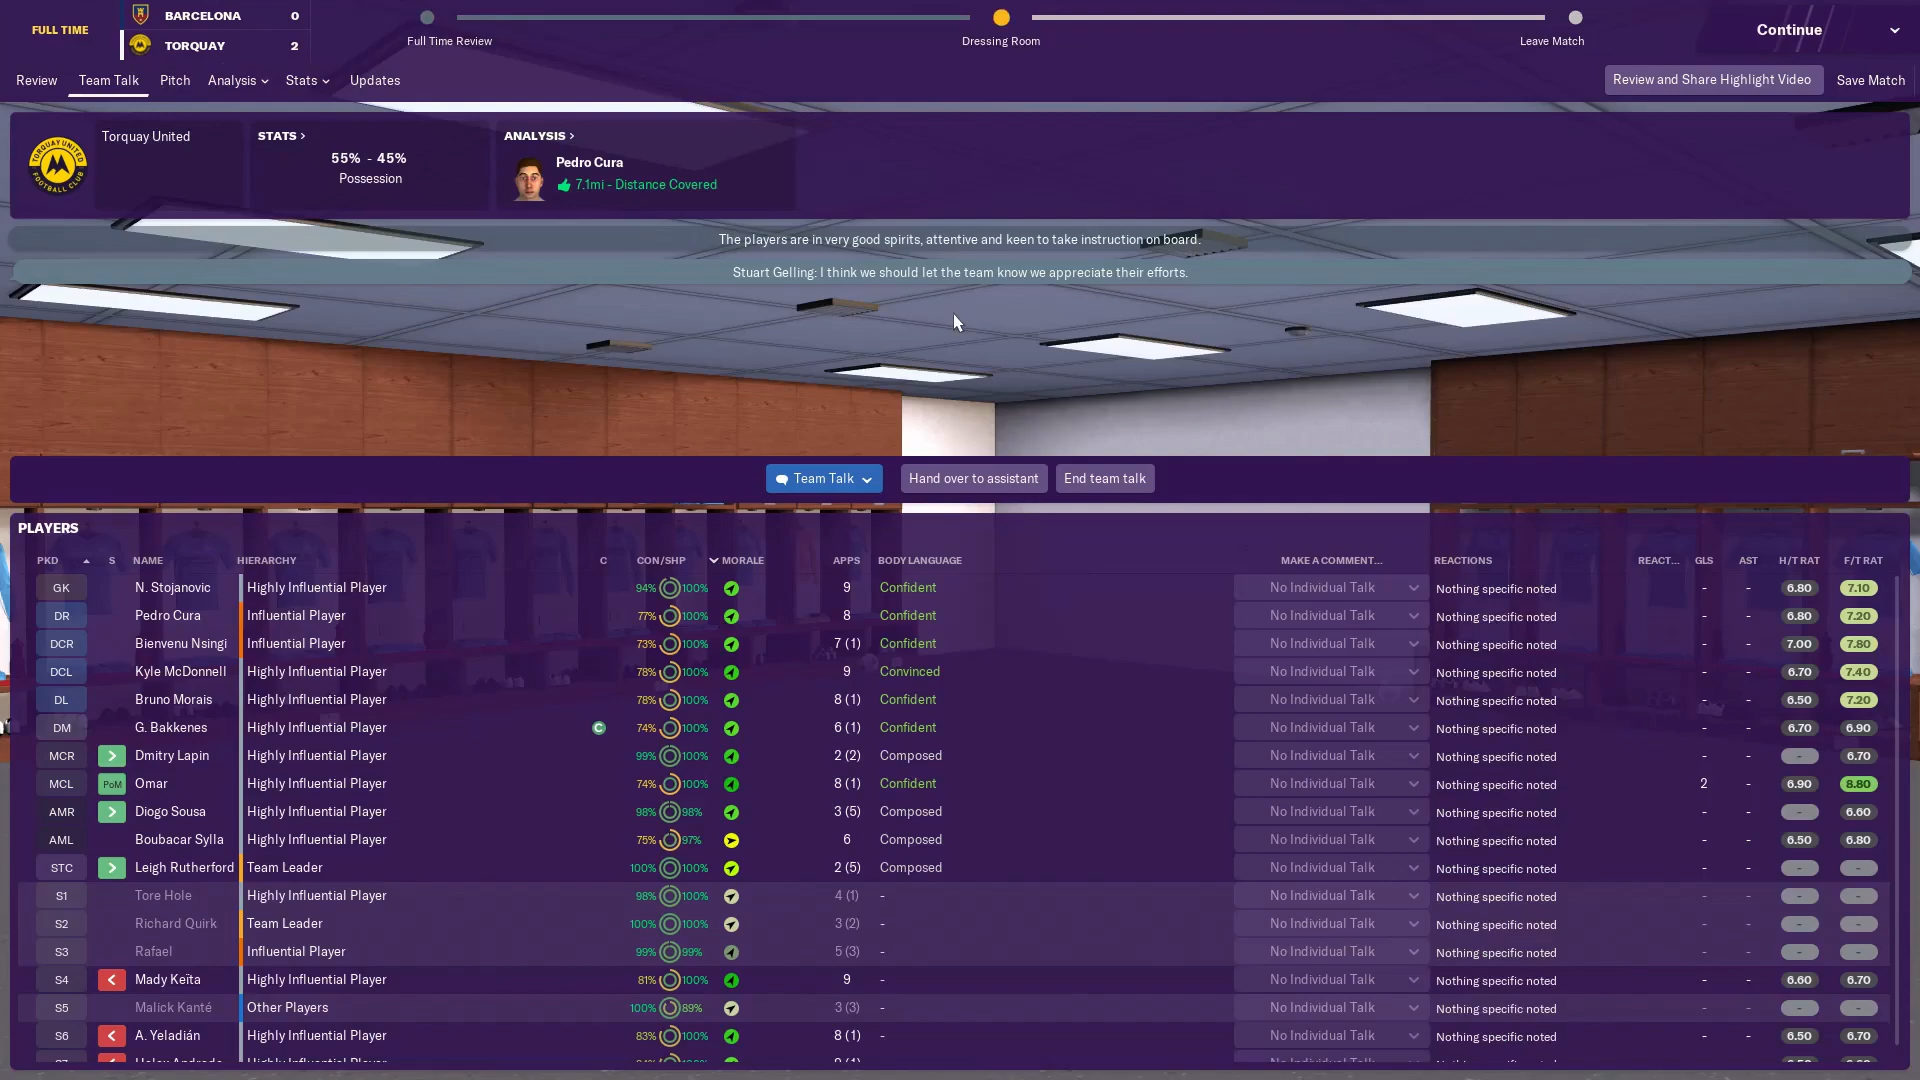 FULL TIME
BARCELONA 0
TORQUAY 2
Full Time Review
Dressing Room
Leave Match
Continue
Review
Team Talk
Pitch
Analysis
Stats
Updates
Review and Share Highlight Video
Save Match
TORQUAY UNITED FOOTBALL CLUB
Torquay United
STATS >
55% - 45%
Possession
ANALYSIS >
Pedro Cura
7.1mi - Distance Covered
The players are in very good spirits, attentive and keen to take instruction on board.
Stuart Gelling: I think we should let the team know we appreciate their efforts.
Team Talk
Hand over to assistant
End team talk
PLAYERS
PKD S NAME HIERARCHY C CON/SHP MORALE APPS BODY LANGUAGE MAKE A COMMENT... REACTIONS REACT... GLS AST H/T RAT F/T RAT
GK N. Stojanovic Highly Influential Player 94% 100% 9 Confident No Individual Talk Nothing specific noted - - 6.80 7.10
DR Pedro Cura Influential Player 77% 100% 8 Confident No Individual Talk Nothing specific noted - - 6.80 7.20
DCR Bienvenu Nsingi Influential Player 73% 100% 7 (1) Confident No Individual Talk Nothing specific noted - - 7.00 7.80
DCL Kyle McDonnell Highly Influential Player 78% 100% 9 Convinced No Individual Talk Nothing specific noted - - 6.70 7.40
DL Bruno Morais Highly Influential Player 78% 100% 8 (1) Confident No Individual Talk Nothing specific noted - - 6.50 7.20
DM G. Bakkenes Highly Influential Player C 74% 100% 6 (1) Confident No Individual Talk Nothing specific noted - - 6.70 6.90
MCR Dmitry Lapin Highly Influential Player 99% 100% 2 (2) Composed No Individual Talk Nothing specific noted - - - 6.70
MCL PoM Omar Highly Influential Player 74% 100% 8 (1) Confident No Individual Talk Nothing specific noted 2 - 6.90 8.80
AMR Diogo Sousa Highly Influential Player 98% 98% 3 (5) Composed No Individual Talk Nothing specific noted - - - 6.60
AML Boubacar Sylla Highly Influential Player 75% 97% 6 Composed No Individual Talk Nothing specific noted - - 6.50 6.80
STC Leigh Rutherford Team Leader 100% 100% 2 (5) Composed No Individual Talk Nothing specific noted - - - -
S1 Tore Hole Highly Influential Player 98% 100% 4 (1) - No Individual Talk Nothing specific noted - - - -
S2 Richard Quirk Team Leader 100% 100% 3 (2) - No Individual Talk Nothing specific noted - - - -
S3 Rafael Influential Player 99% 99% 5 (3) - No Individual Talk Nothing specific noted - - - -
S4 Mady Keïta Highly Influential Player 81% 100% 9 - No Individual Talk Nothing specific noted - - 6.60 6.70
S5 Malick Kanté Other Players 100% 89% 3 (3) - No Individual Talk Nothing specific noted - - - -
S6 A. Yeladián Highly Influential Player 83% 100% 8 (1) - No Individual Talk Nothing specific noted - - 6.50 6.70